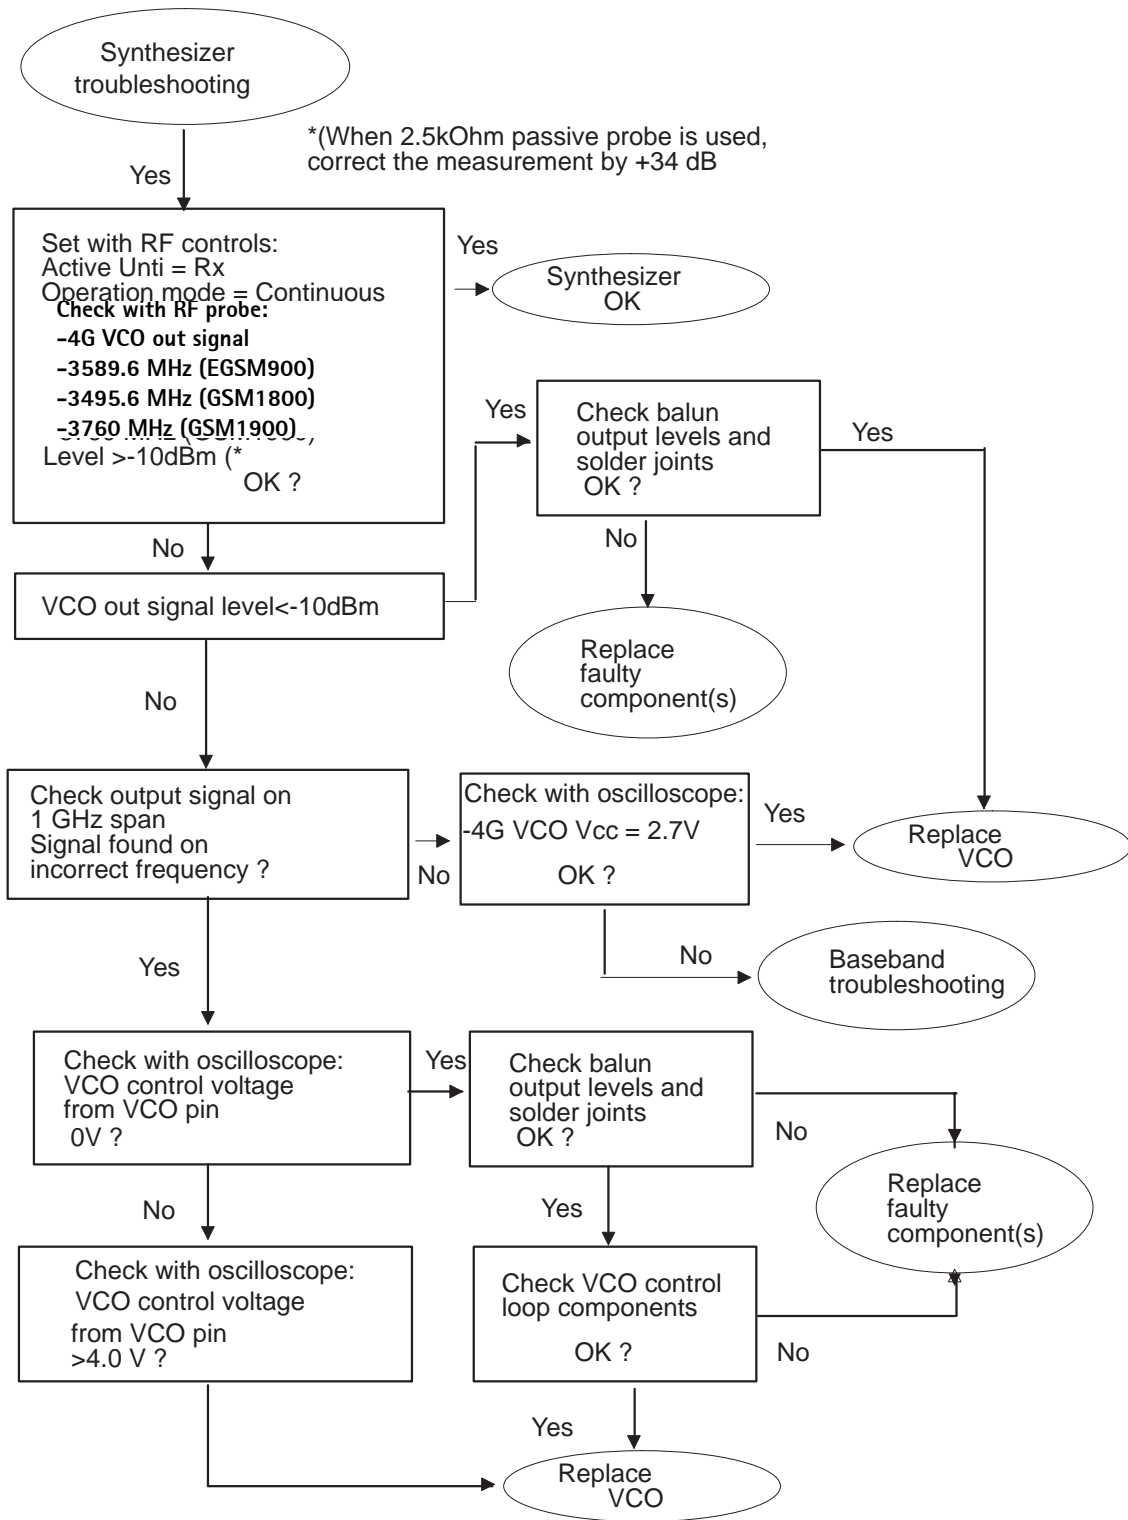 Synthesizer
troubleshooting
*(When 2.5kOhm passive probe is used,
correct the measurement by +34 dB
Yes
Set with RF controls:
Active Unti = Rx
Operation mode = Continuous
Check with RF probe:
-4G VCO out signal
-3589.6 MHz (EGSM900)
-3495.6 MHz (GSM1800)
-3760 MHz (GSM1900)
Level >-10dBm (*
OK ?
Yes
Synthesizer
OK
No
VCO out signal level<-10dBm
Yes
Check balun
output levels and
solder joints
OK ?
Yes
No
Replace
faulty
component(s)
No
Check output signal on
1 GHz span
Signal found on
incorrect frequency ?
No
Check with oscilloscope:
-4G VCO Vcc = 2.7V
OK ?
Yes
Replace
VCO
No
Baseband
troubleshooting
Yes
Check with oscilloscope:
VCO control voltage
from VCO pin
0V ?
Yes
Check balun
output levels and
solder joints
OK ?
No
Replace
faulty
component(s)
No
Yes
Check with oscilloscope:
VCO control voltage
from VCO pin
>4.0 V ?
Check VCO control
loop components
OK ?
No
Yes
Replace
VCO